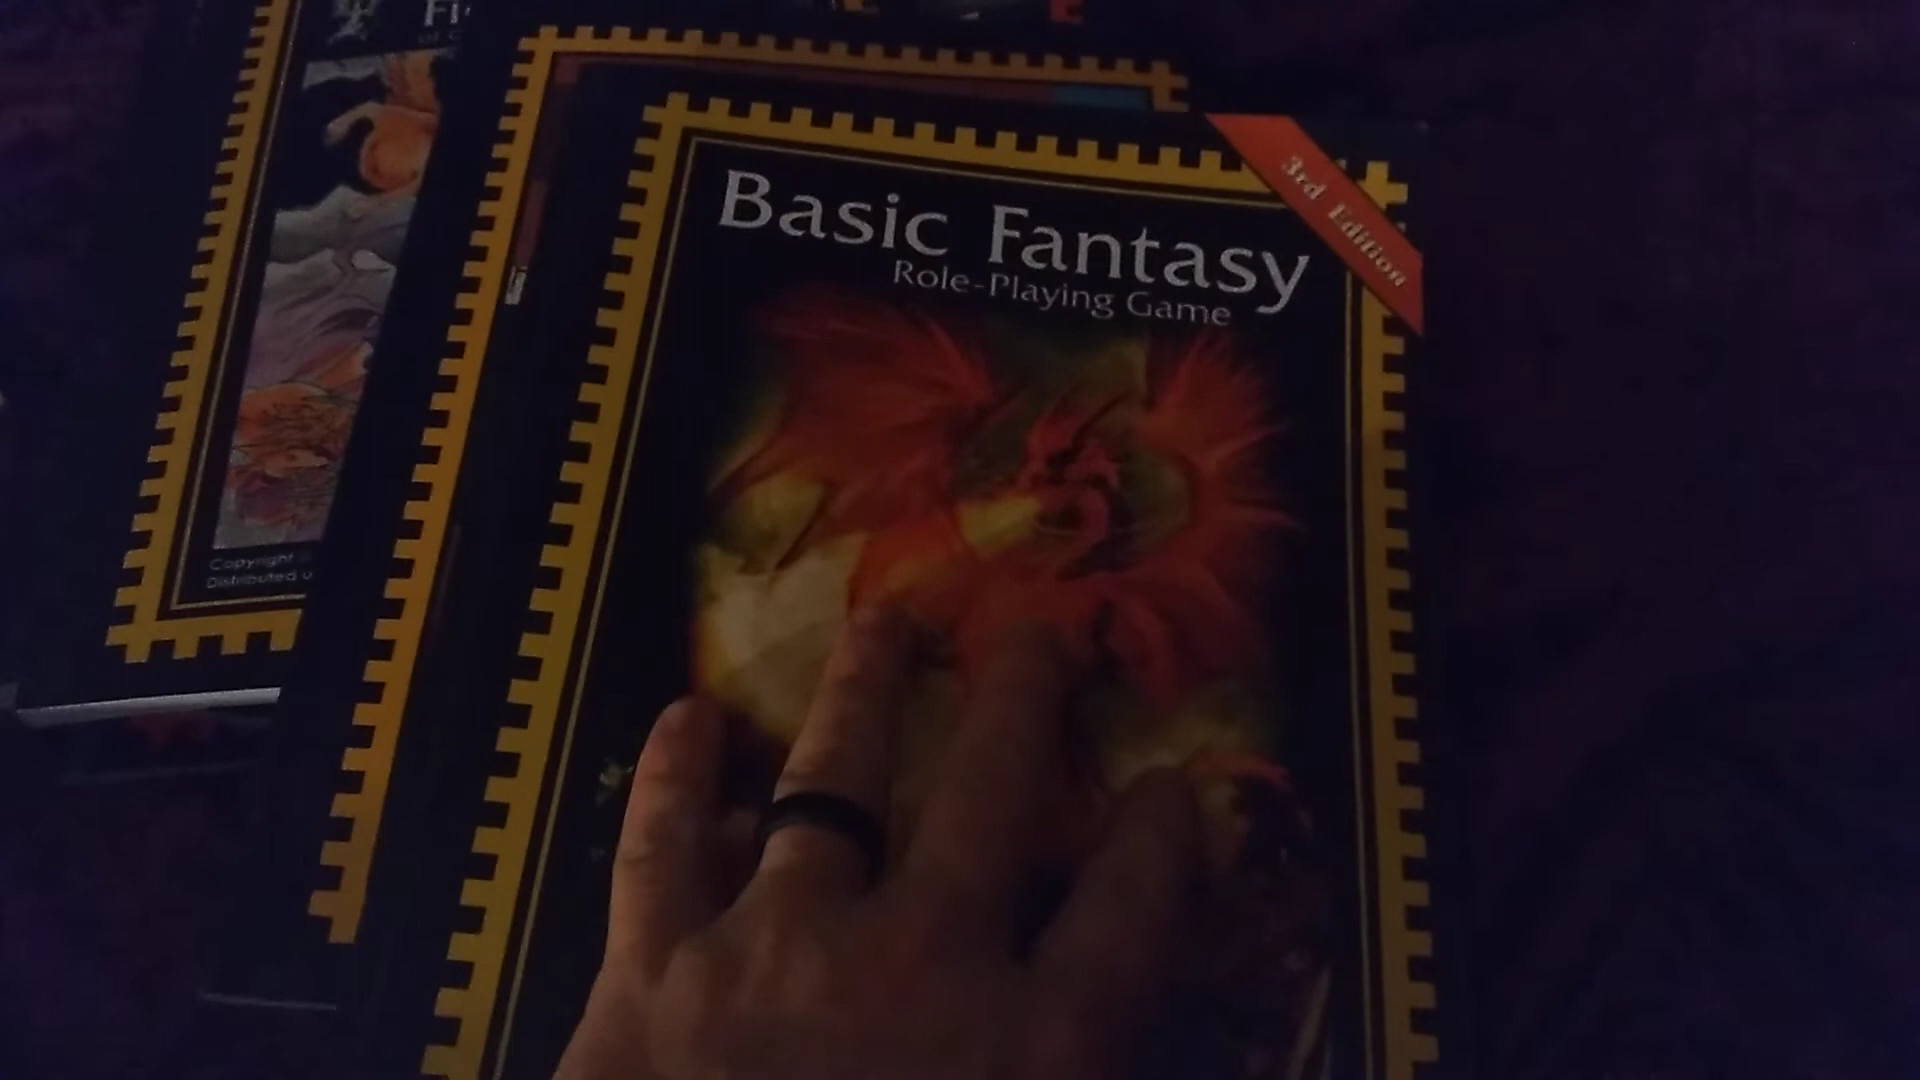 Basic Fantasy
Role-Playing Game
3rd Edition
Copyright
Distributed